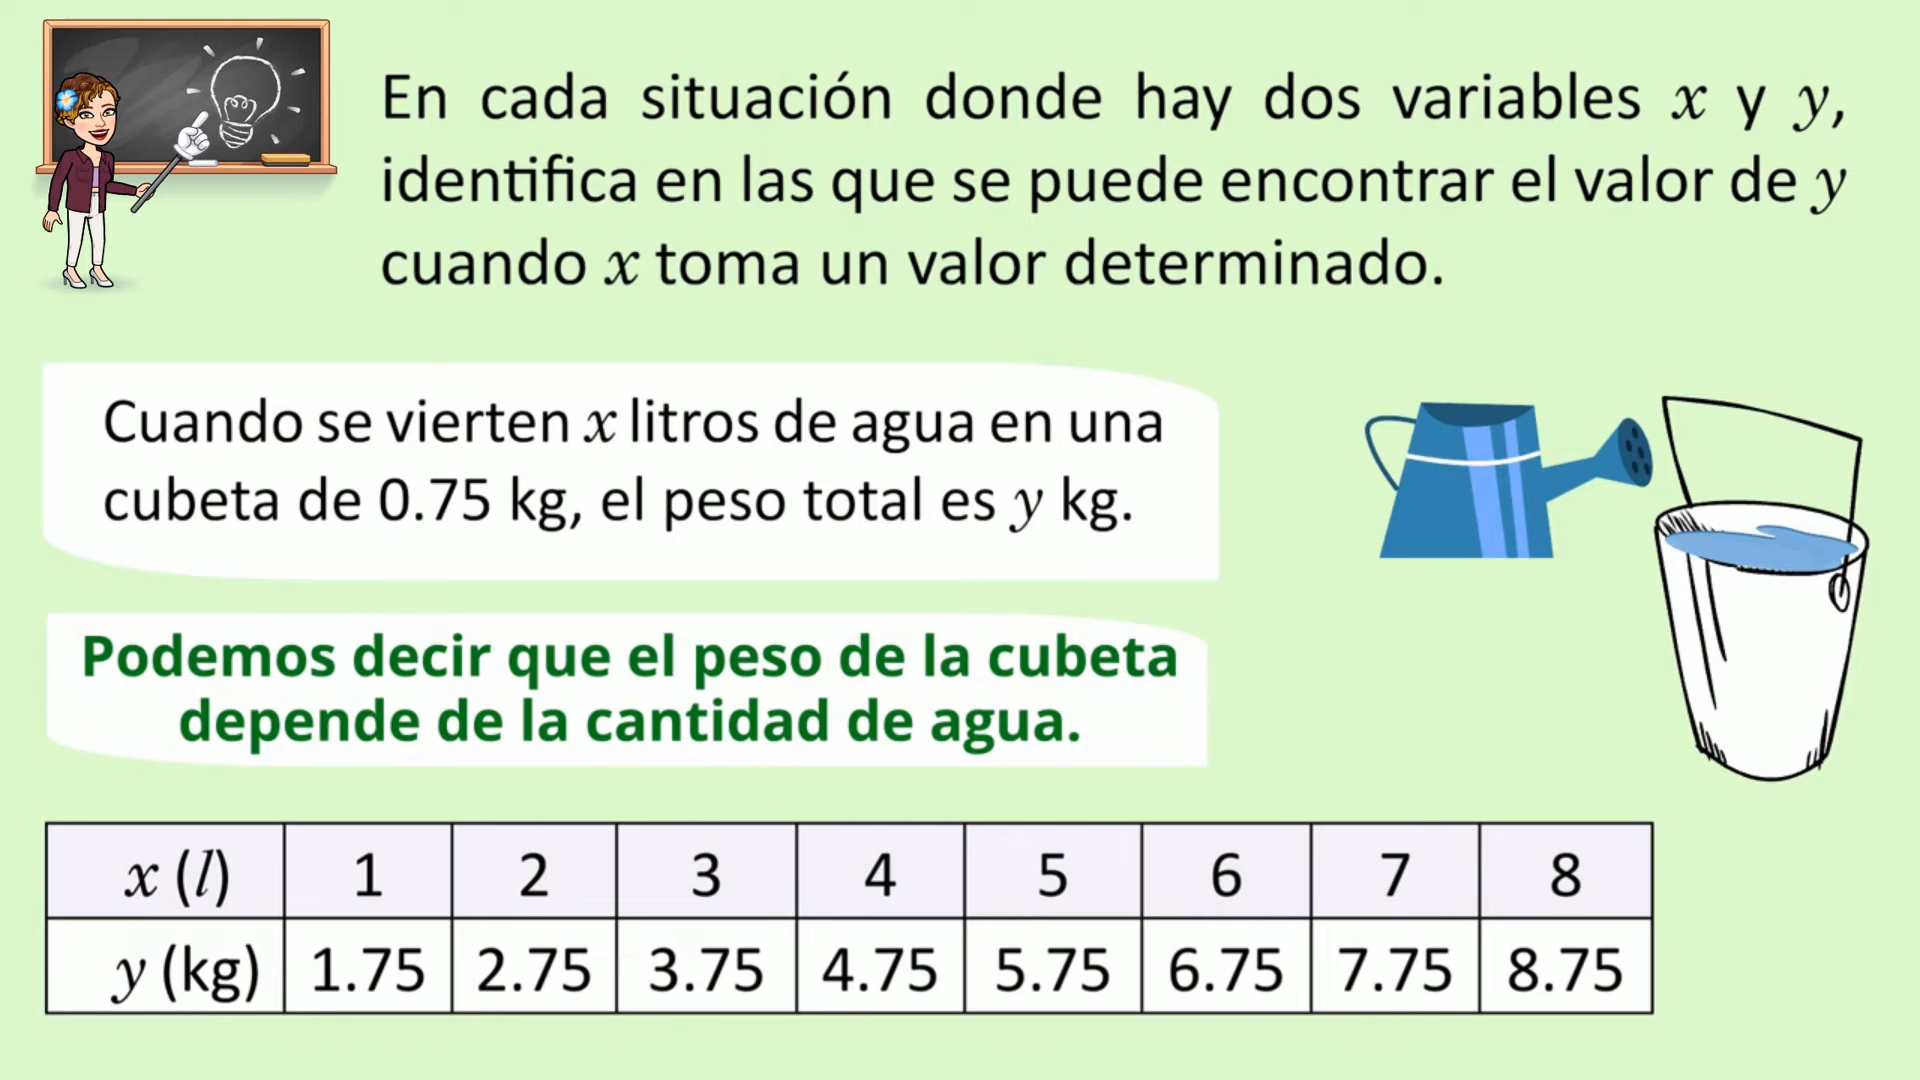 En cada situación donde hay dos variables x y y,
identifica en las que se puede encontrar el valor de y
cuando x toma un valor determinado.
Cuando se vierten x litros de agua en una
cubeta de 0.75 kg, el peso total es y kg.
Podemos decir que el peso de la cubeta
depende de la cantidad de agua.
x (l) 1 2 3 4 5 6 7 8
y (kg) 1.75 2.75 3.75 4.75 5.75 6.75 7.75 8.75